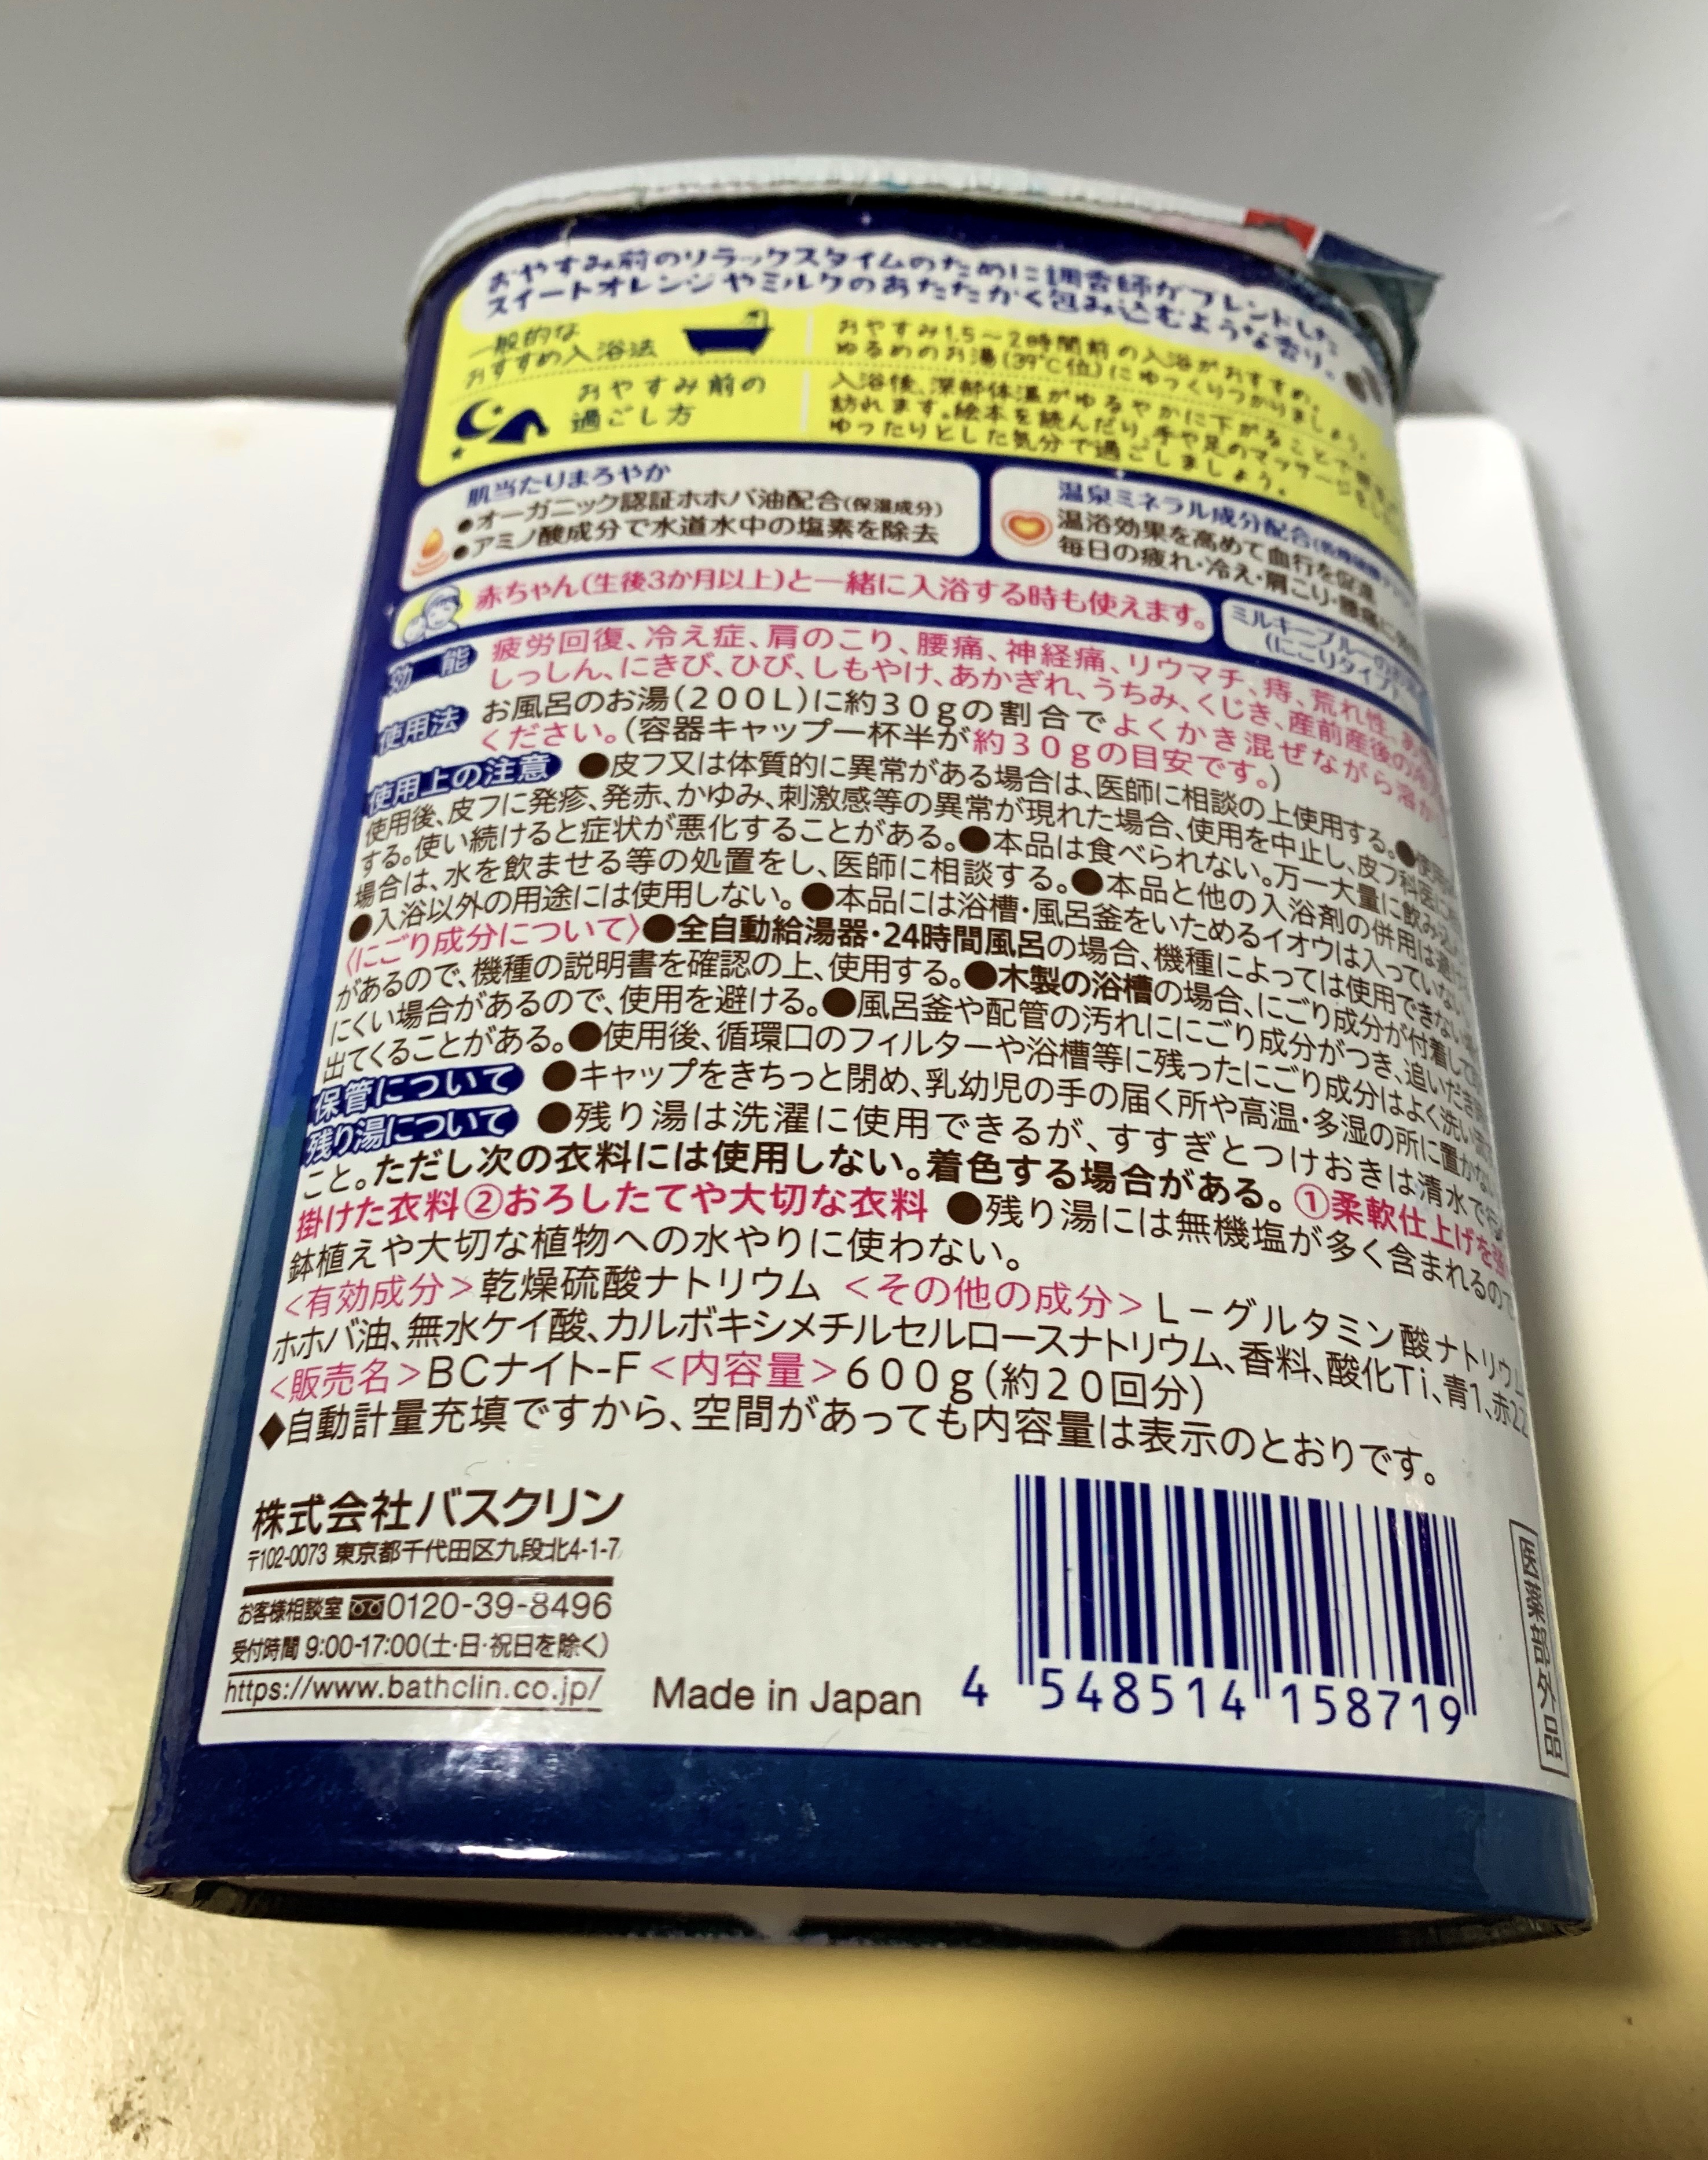 おやすみ前のリラックスタイムのために調香師がブレンドした
スイートオレンジやミルクのあたたかく包み込むような香り。
一般的な
おすすめ入浴法
おやすみ1.5～2時間前の入浴がおすすめ。
ゆるめのお湯(39℃位)にゆっくりつかりましょう。
おやすみ前の
過ごし方
入浴後、深部体温がゆるやかに下がることで
訪れます。絵本を読んだり、手や足のマッサージを
ゆったりとした気分で過ごしましょう。
肌当たりまろやか
●オーガニック認証ホホバ油配合(保湿成分)
●アミノ酸成分で水道水中の塩素を除去
温泉ミネラル成分配合
温浴効果を高めて血行を促進
毎日の疲れ・冷え・肩こり・腰痛に
赤ちゃん(生後3か月以上)と一緒に入浴する時も使えます。
ミルキーブルーの
(にごりタイプ)
効 能 疲労回復、冷え症、肩のこり、腰痛、神経痛、リウマチ、痔、荒れ性、
しっしん、にきび、ひび、しもやけ、あかぎれ、うちみ、くじき、産前産後の
使用法 お風呂のお湯(200L)に約30gの割合でよくかき混ぜながら溶か
ください。(容器キャップ一杯半が約30gの目安です。)
使用上の注意 ●皮フ又は体質的に異常がある場合は、医師に相談の上使用する。●
使用後、皮フに発疹、発赤、かゆみ、刺激感等の異常が現れた場合、使用を中止し、皮フ科医に
する。使い続けると症状が悪化することがある。●本品は食べられない。万一大量に飲み込
場合は、水を飲ませる等の処置をし、医師に相談する。●本品と他の入浴剤の併用は避け
●入浴以外の用途には使用しない。●本品には浴槽・風呂釜をいためるイオウは入っていない
〈にごり成分について〉●全自動給湯器・24時間風呂の場合、機種によっては使用できない
があるので、機種の説明書を確認の上、使用する。●木製の浴槽の場合、にごり成分が付着して
にくい場合があるので、使用を避ける。●風呂釜や配管の汚れににごり成分がつき、追いだき
出てくることがある。●使用後、循環口のフィルターや浴槽等に残ったにごり成分はよく洗い流
保管について ●キャップをきちっと閉め、乳幼児の手の届く所や高温・多湿の所に置かない
残り湯について ●残り湯は洗濯に使用できるが、すすぎとつけおきは清水で行
こと。ただし次の衣料には使用しない。着色する場合がある。①柔軟仕上げを
掛けた衣料②おろしたてや大切な衣料 ●残り湯には無機塩が多く含まれるので
鉢植えや大切な植物への水やりに使わない。
<有効成分>乾燥硫酸ナトリウム <その他の成分>L-グルタミン酸ナトリウム
ホホバ油、無水ケイ酸、カルボキシメチルセルロースナトリウム、香料、酸化Ti、青1、赤22
<販売名>BCナイト-F<内容量>600g(約20回分)
◆自動計量充填ですから、空間があっても内容量は表示のとおりです。
株式会社バスクリン
〒102-0073 東京都千代田区九段北4-1-7
お客様相談室 0120-39-8496
受付時間 9:00-17:00(土・日・祝日を除く)
https://www.bathclin.co.jp/
Made in Japan
4 548514 158719
医薬部外品